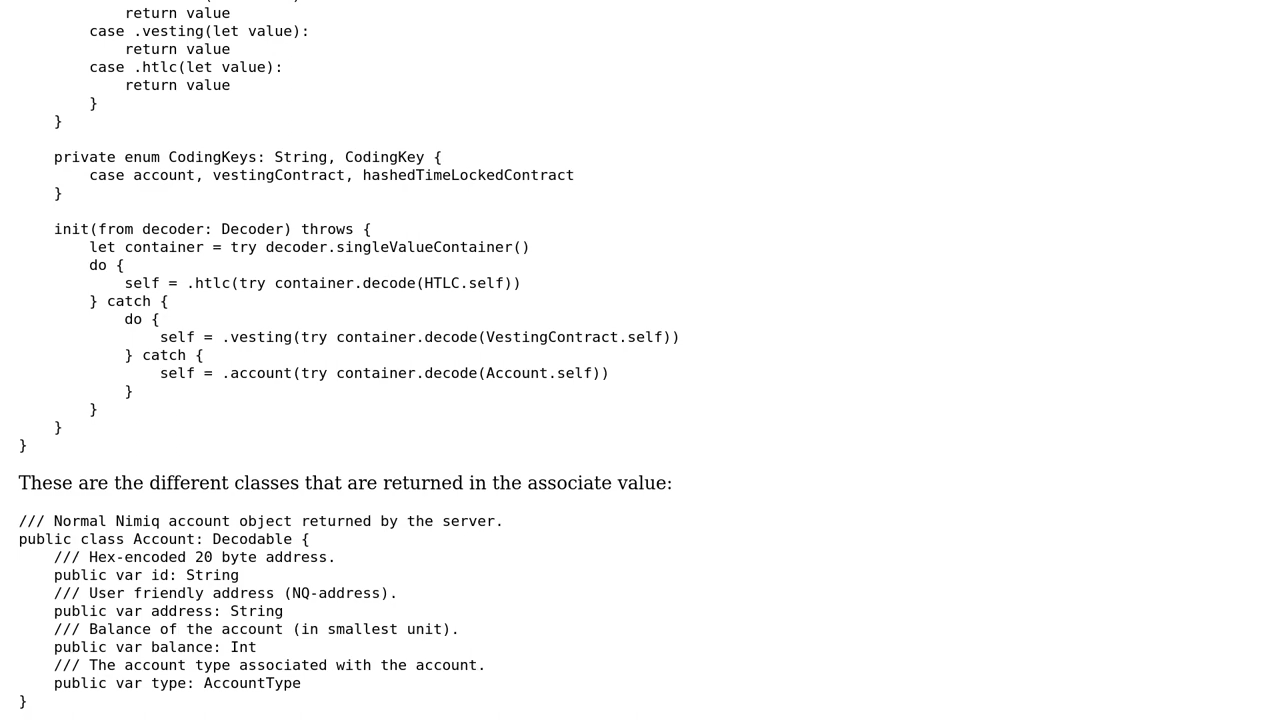 return value
case .vesting(let value):
return value
case .htlc(let value):
return value
}
}
private enum CodingKeys: String, CodingKey {
case account, vestingContract, hashedTimeLockedContract
}
init(from decoder: Decoder) throws {
let container = try decoder.singleValueContainer()
do {
self = .htlc(try container.decode(HTLC.self))
} catch {
do {
self = .vesting(try container.decode(VestingContract.self))
} catch {
self = .account(try container.decode(Account.self))
}
}
}
}
These are the different classes that are returned in the associate value:
/// Normal Nimiq account object returned by the server.
public class Account: Decodable {
/// Hex-encoded 20 byte address.
public var id: String
/// User friendly address (NQ-address).
public var address: String
/// Balance of the account (in smallest unit).
public var balance: Int
/// The account type associated with the account.
public var type: AccountType
}